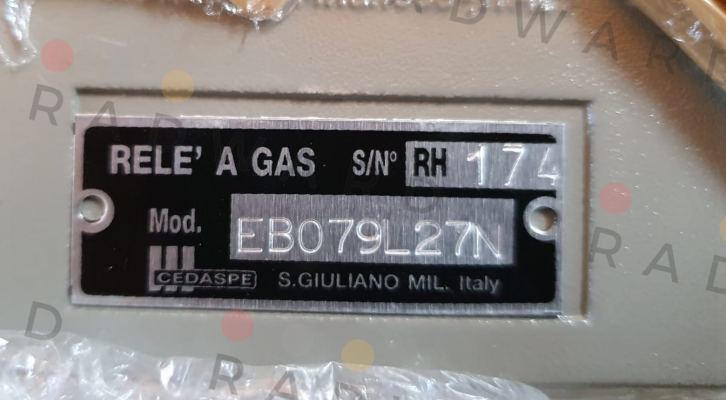 RELE' A GAS S/N° RH 174
Mod. EB079L27N
CEDASPE S.GIULIANO MIL. Italy